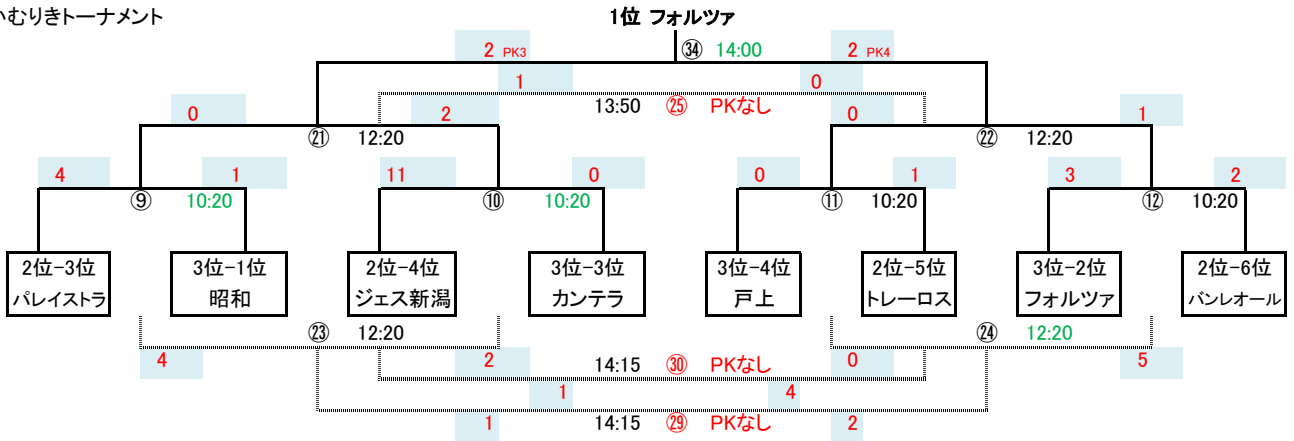 いむりきトーナメント
1位 フォルツァ
2 PK3 ㉞ 14:00 2 PK4
1 0
13:50 ㉕ PKなし
0 2 0 1
㉑ 12:20 ㉒ 12:20
4 1 11 0 0 1 3 2
⑨ 10:20 ⑩ 10:20 ⑪ 10:20 ⑫ 10:20
2位-3位 3位-1位 2位-4位 3位-3位 3位-4位 2位-5位 3位-2位 2位-6位
パレイストラ 昭和 ジェス新潟 カンテラ 戸上 トレーロス フォルツァ バンレオール
㉓ 12:20 ㉔ 12:20
4 2 14:15 ㉚ PKなし 0 5
1 4
1 14:15 ㉙ PKなし 2